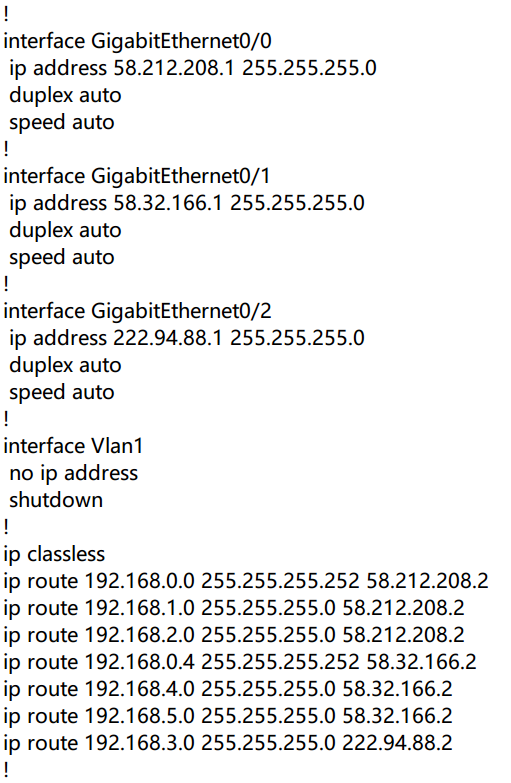 !
interface GigabitEthernet0/0
ip address 58.212.208.1 255.255.255.0
duplex auto
speed auto
!
interface GigabitEthernet0/1
ip address 58.32.166.1 255.255.255.0
duplex auto
speed auto
!
interface GigabitEthernet0/2
ip address 222.94.88.1 255.255.255.0
duplex auto
speed auto
!
interface Vlan1
no ip address
shutdown
!
ip classless
ip route 192.168.0.0 255.255.255.252 58.212.208.2
ip route 192.168.1.0 255.255.255.0 58.212.208.2
ip route 192.168.2.0 255.255.255.0 58.212.208.2
ip route 192.168.0.4 255.255.255.252 58.32.166.2
ip route 192.168.4.0 255.255.255.0 58.32.166.2
ip route 192.168.5.0 255.255.255.0 58.32.166.2
ip route 192.168.3.0 255.255.255.0 222.94.88.2
!